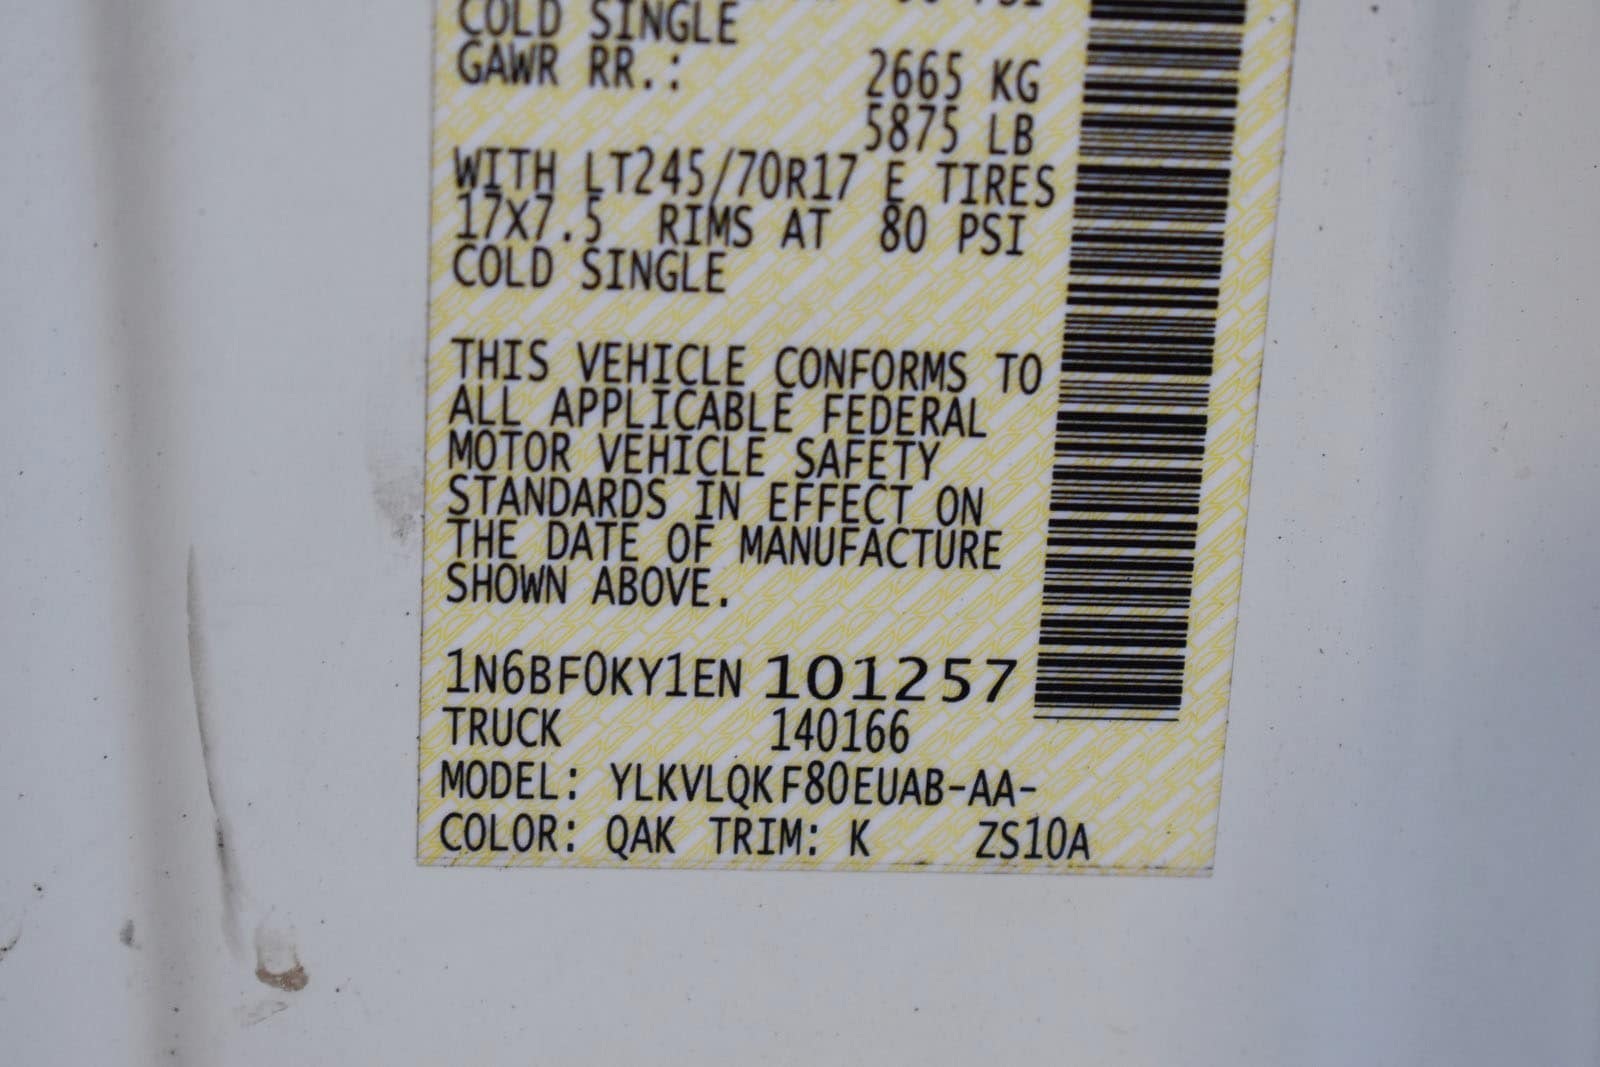 COLD SINGLE
GAWR RR.: 2665 KG
5875 LB
WITH LT245/70R17 E TIRES
17X7.5 RIMS AT 80 PSI
COLD SINGLE
THIS VEHICLE CONFORMS TO
ALL APPLICABLE FEDERAL
MOTOR VEHICLE SAFETY
STANDARDS IN EFFECT ON
THE DATE OF MANUFACTURE
SHOWN ABOVE.
1N6BF0KY1EN101257
TRUCK 140166
MODEL: YLKVLQKF80EUAB-AA-
COLOR: QAK TRIM: K ZS10A